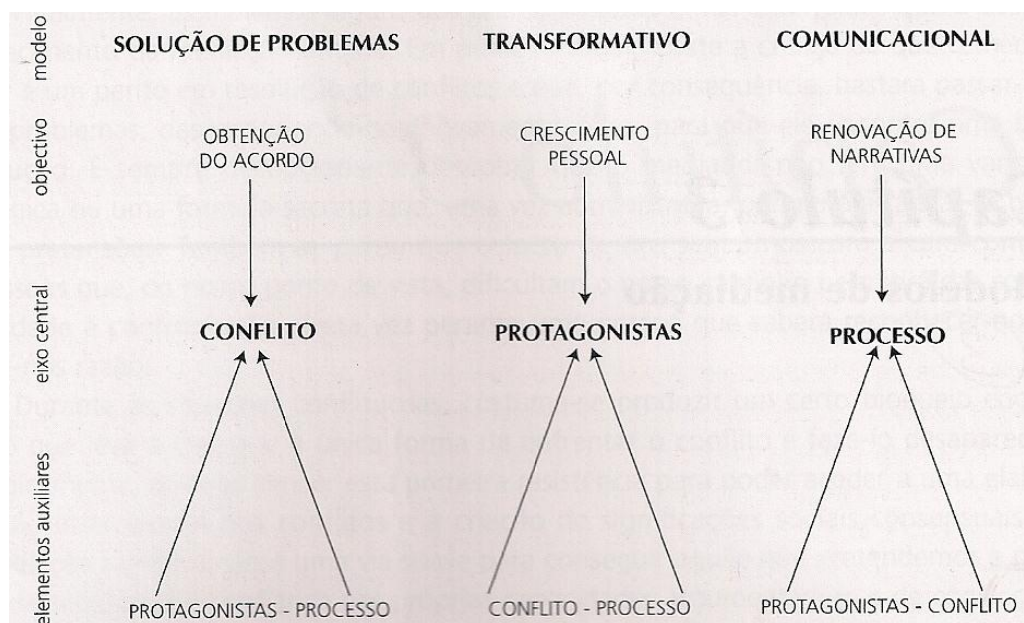 modelo
SOLUÇÃO DE PROBLEMAS
TRANSFORMATIVO
COMUNICACIONAL
objectivo
OBTENÇÃO
DO ACORDO
CRESCIMENTO
PESSOAL
RENOVAÇÃO DE
NARRATIVAS
eixo central
CONFLITO
PROTAGONISTAS
PROCESSO
elementos auxiliares
PROTAGONISTAS - PROCESSO
CONFLITO - PROCESSO
PROTAGONISTAS - CONFLITO